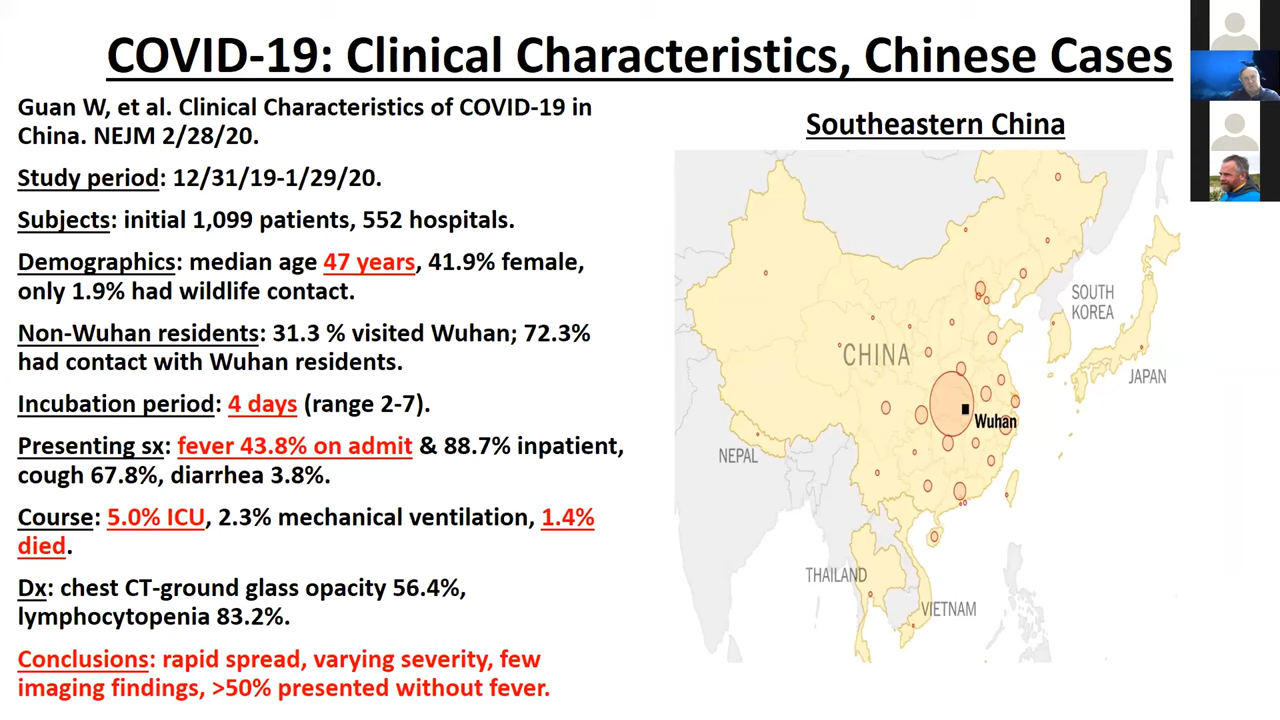 COVID-19: Clinical Characteristics, Chinese Cases
Guan W, et al. Clinical Characteristics of COVID-19 in
China. NEJM 2/28/20.
Study period: 12/31/19-1/29/20.
Subjects: initial 1,099 patients, 552 hospitals.
Demographics: median age 47 years, 41.9% female,
only 1.9% had wildlife contact.
Non-Wuhan residents: 31.3 % visited Wuhan; 72.3%
had contact with Wuhan residents.
Incubation period: 4 days (range 2-7).
Presenting sx: fever 43.8% on admit & 88.7% inpatient,
cough 67.8%, diarrhea 3.8%.
Course: 5.0% ICU, 2.3% mechanical ventilation, 1.4%
died.
Dx: chest CT-ground glass opacity 56.4%,
lymphocytopenia 83.2%.
Conclusions: rapid spread, varying severity, few
imaging findings, >50% presented without fever.
Southeastern China
SOUTH
KOREA
CHINA
JAPAN
Wuhan
NEPAL
THAILAND
VIETNAM